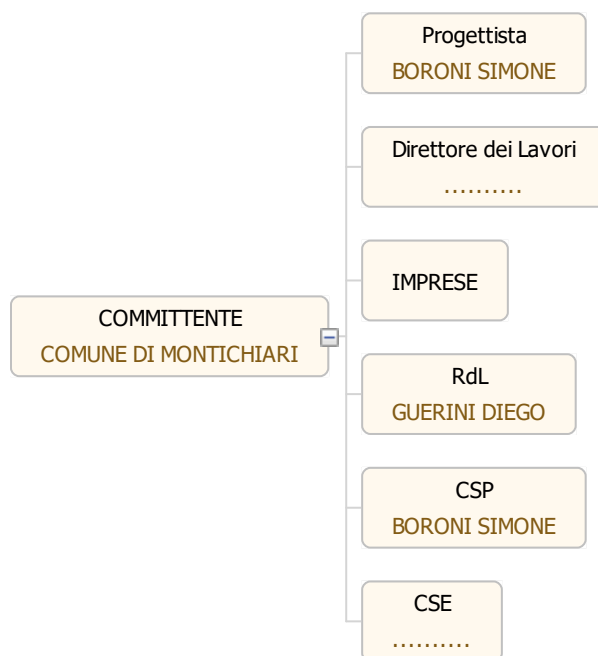 Progettista
BORONI SIMONE
Direttore dei Lavori
..........
IMPRESE
COMMITTENTE
COMUNE DI MONTICHIARI
RdL
GUERINI DIEGO
CSP
BORONI SIMONE
CSE
..........